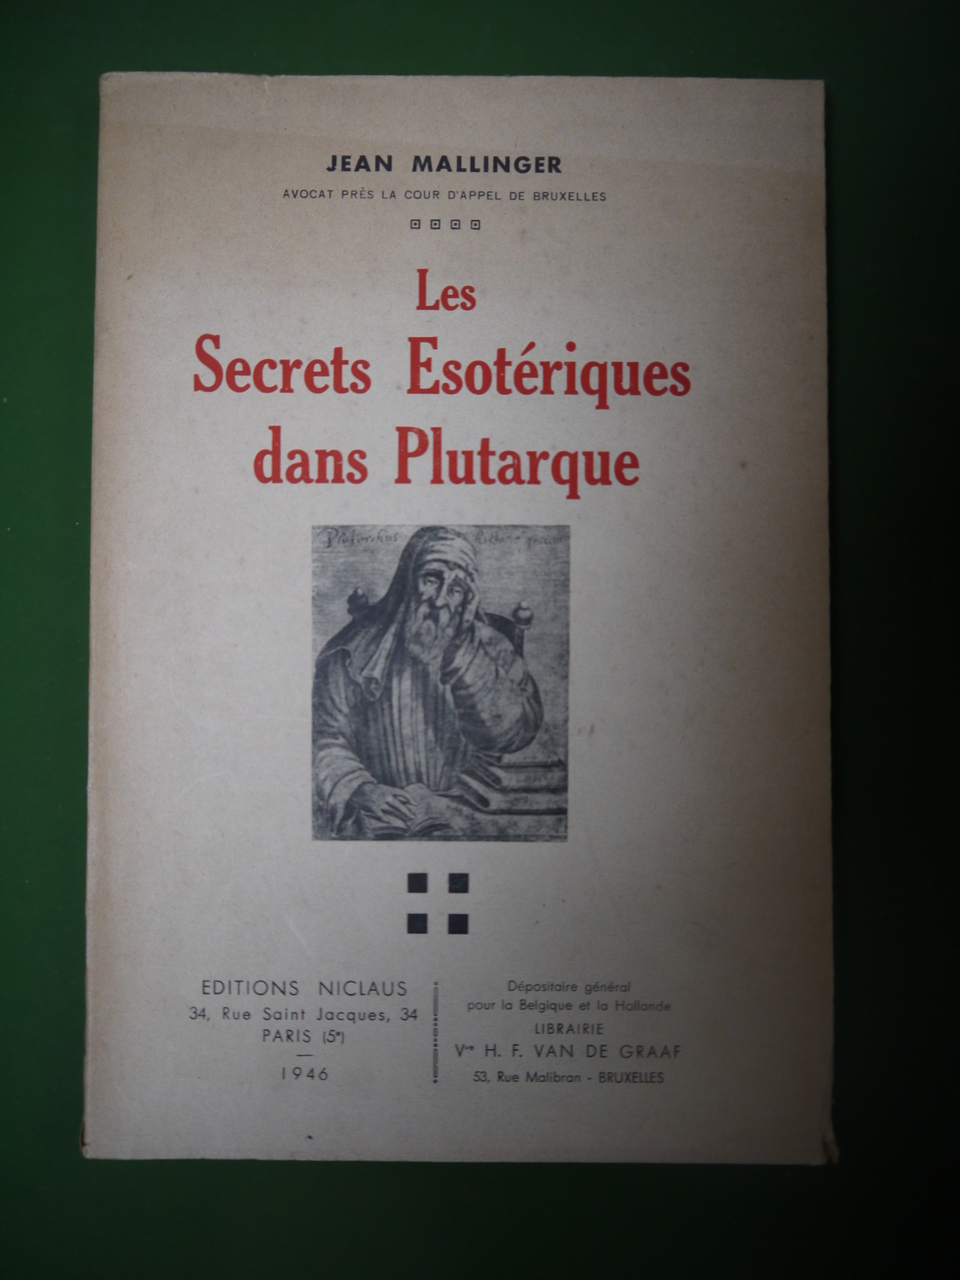 JEAN MALLINGER
AVOCAT PRÈS LA COUR D'APPEL DE BRUXELLES
Les
Secrets Esotériques
dans Plutarque
Plutarchus
EDITIONS NICLAUS
34, Rue Saint Jacques, 34
PARIS (5e)
1946
Dépositaire général
pour la Belgique et la Hollande
LIBRAIRIE
Vve H. F. VAN DE GRAAF
53, Rue Malibran - BRUXELLES